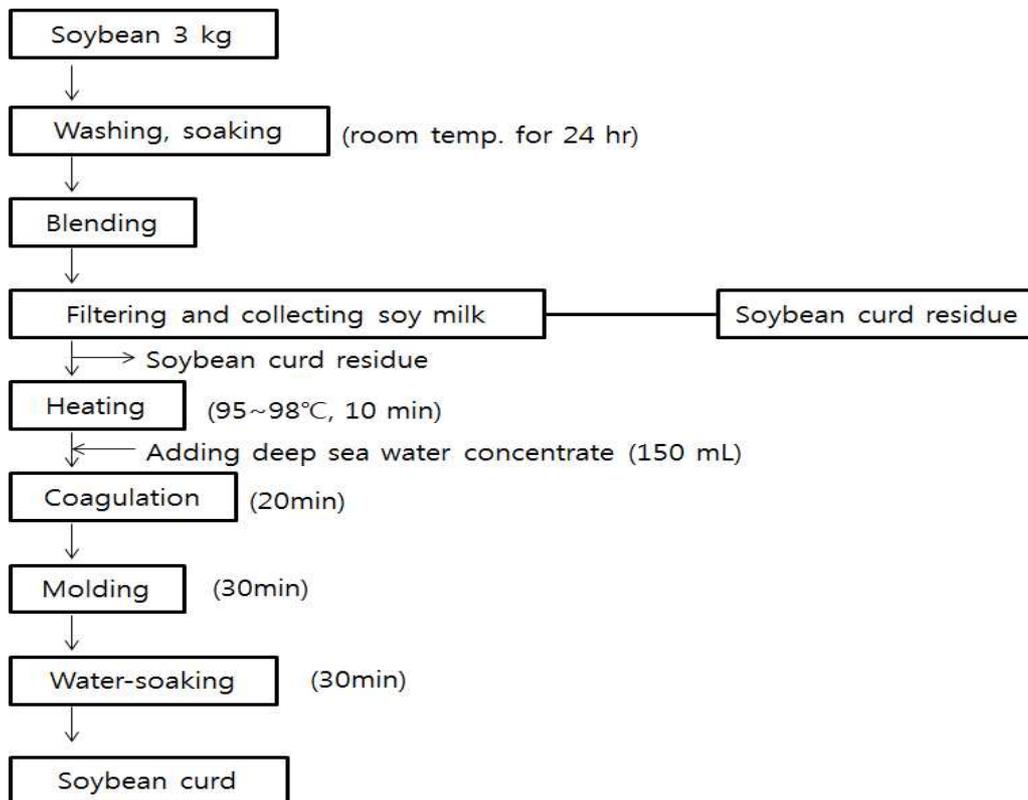 Soybean 3 kg
Washing, soaking (room temp. for 24 hr)
Blending
Filtering and collecting soy milk Soybean curd residue
Soybean curd residue
Heating (95~98℃, 10 min)
Adding deep sea water concentrate (150 mL)
Coagulation (20min)
Molding (30min)
Water-soaking (30min)
Soybean curd